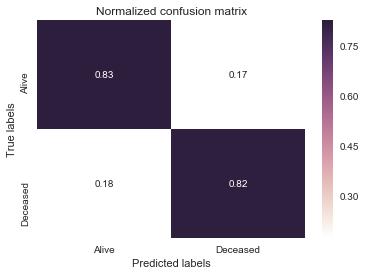 Normalized confusion matrix
True labels
Alive
Deceased
0.83
0.17
0.18
0.82
Alive
Deceased
Predicted labels
0.75
0.60
0.45
0.30